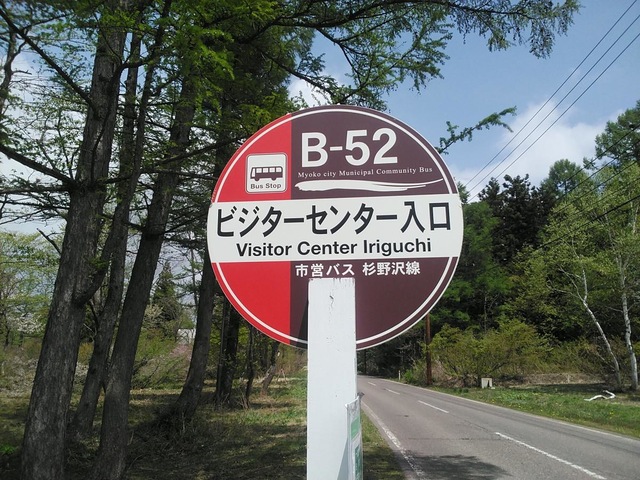 B-52
Myoko city Municipal Community Bus
Bus Stop
ビジターセンター入口
Visitor Center Iriguchi
市営バス 杉野沢線